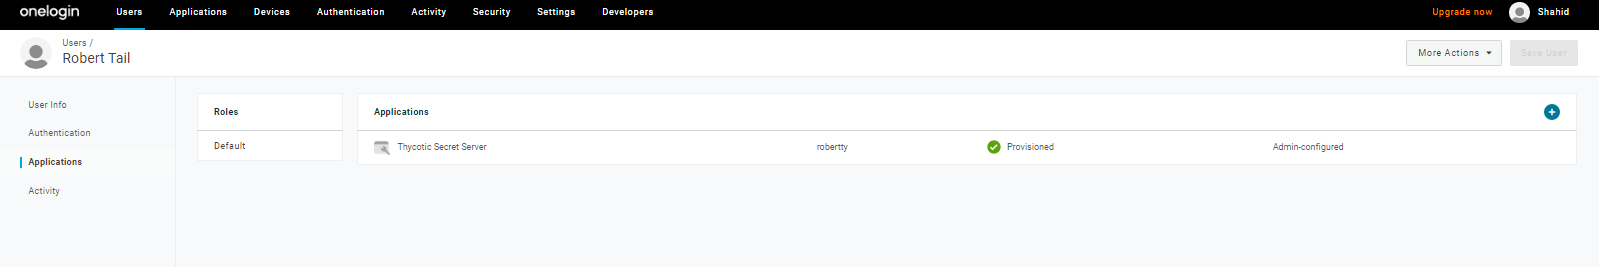 onelogin Users Applications Devices Authentication Activity Security Settings Developers Upgrade now Shahid
Users /
Robert Tail
More Actions Save User
User Info
Authentication
Applications
Activity
Roles
Default
Applications
Thycotic Secret Server robertty Provisioned Admin-configured